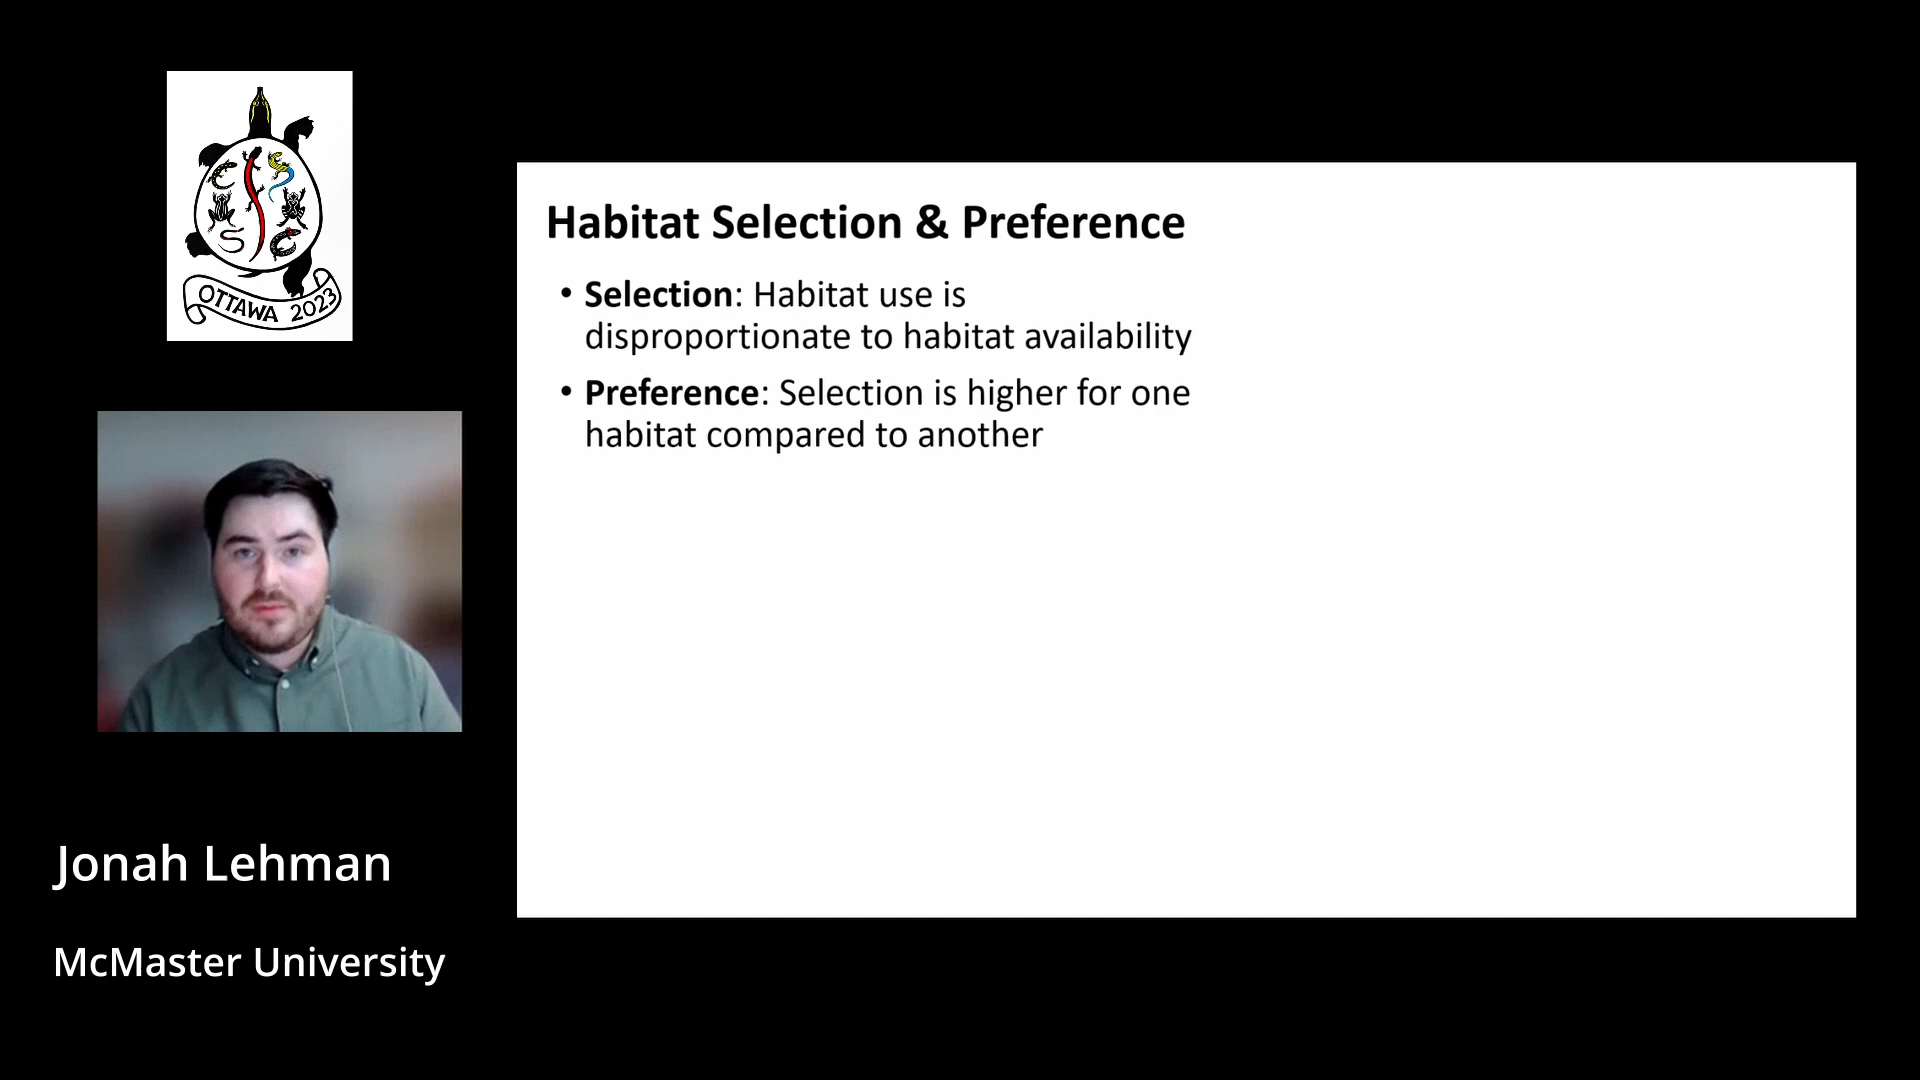 OTTAWA 2023
Habitat Selection & Preference
• Selection: Habitat use is
disproportionate to habitat availability
• Preference: Selection is higher for one
habitat compared to another
Jonah Lehman
McMaster University